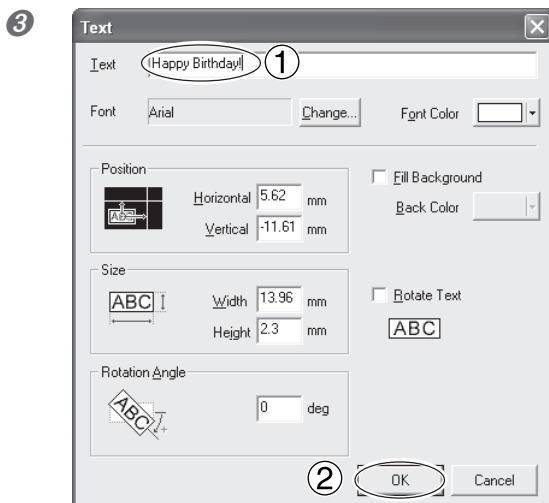 3
Text
Text Happy Birthday! 1
Font Arial Change... Font Color
Position
ABC
Horizontal 5.62 mm
Vertical -11.61 mm
Fill Background
Back Color
Size
ABC
Width 13.96 mm
Height 2.3 mm
Rotate Text
ABC
Rotation Angle
ABC
0 deg
2 OK Cancel